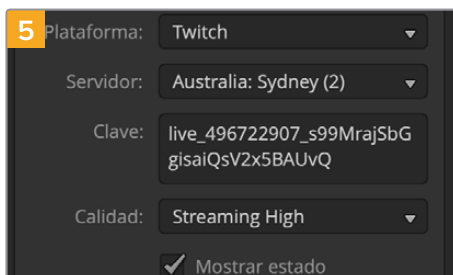 5
Plataforma: Twitch
Servidor: Australia: Sydney (2)
Clave: live_496722907_s99MrajSbG
gisaiQsV2x5BAUvQ
Calidad: Streaming High
Mostrar estado